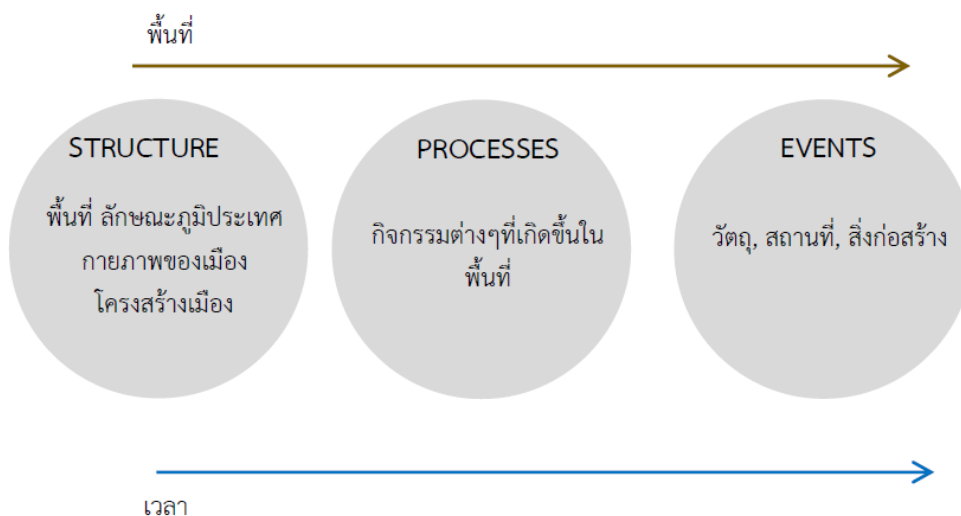 พื้นที่
STRUCTURE
พื้นที่ ลักษณะภูมิประเทศ
กายภาพของเมือง
โครงสร้างเมือง
PROCESSES
กิจกรรมต่างๆที่เกิดขึ้นใน
พื้นที่
EVENTS
วัตถุ, สถานที่, สิ่งก่อสร้าง
เวลา